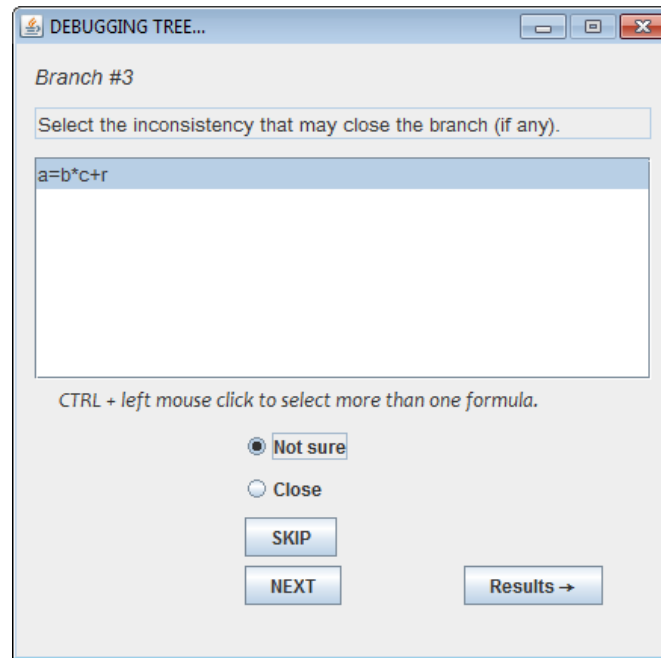 DEBUGGING TREE...
Branch #3
Select the inconsistency that may close the branch (if any).
a=b*c+r
CTRL + left mouse click to select more than one formula.
Not sure
Close
SKIP
NEXT
Results →